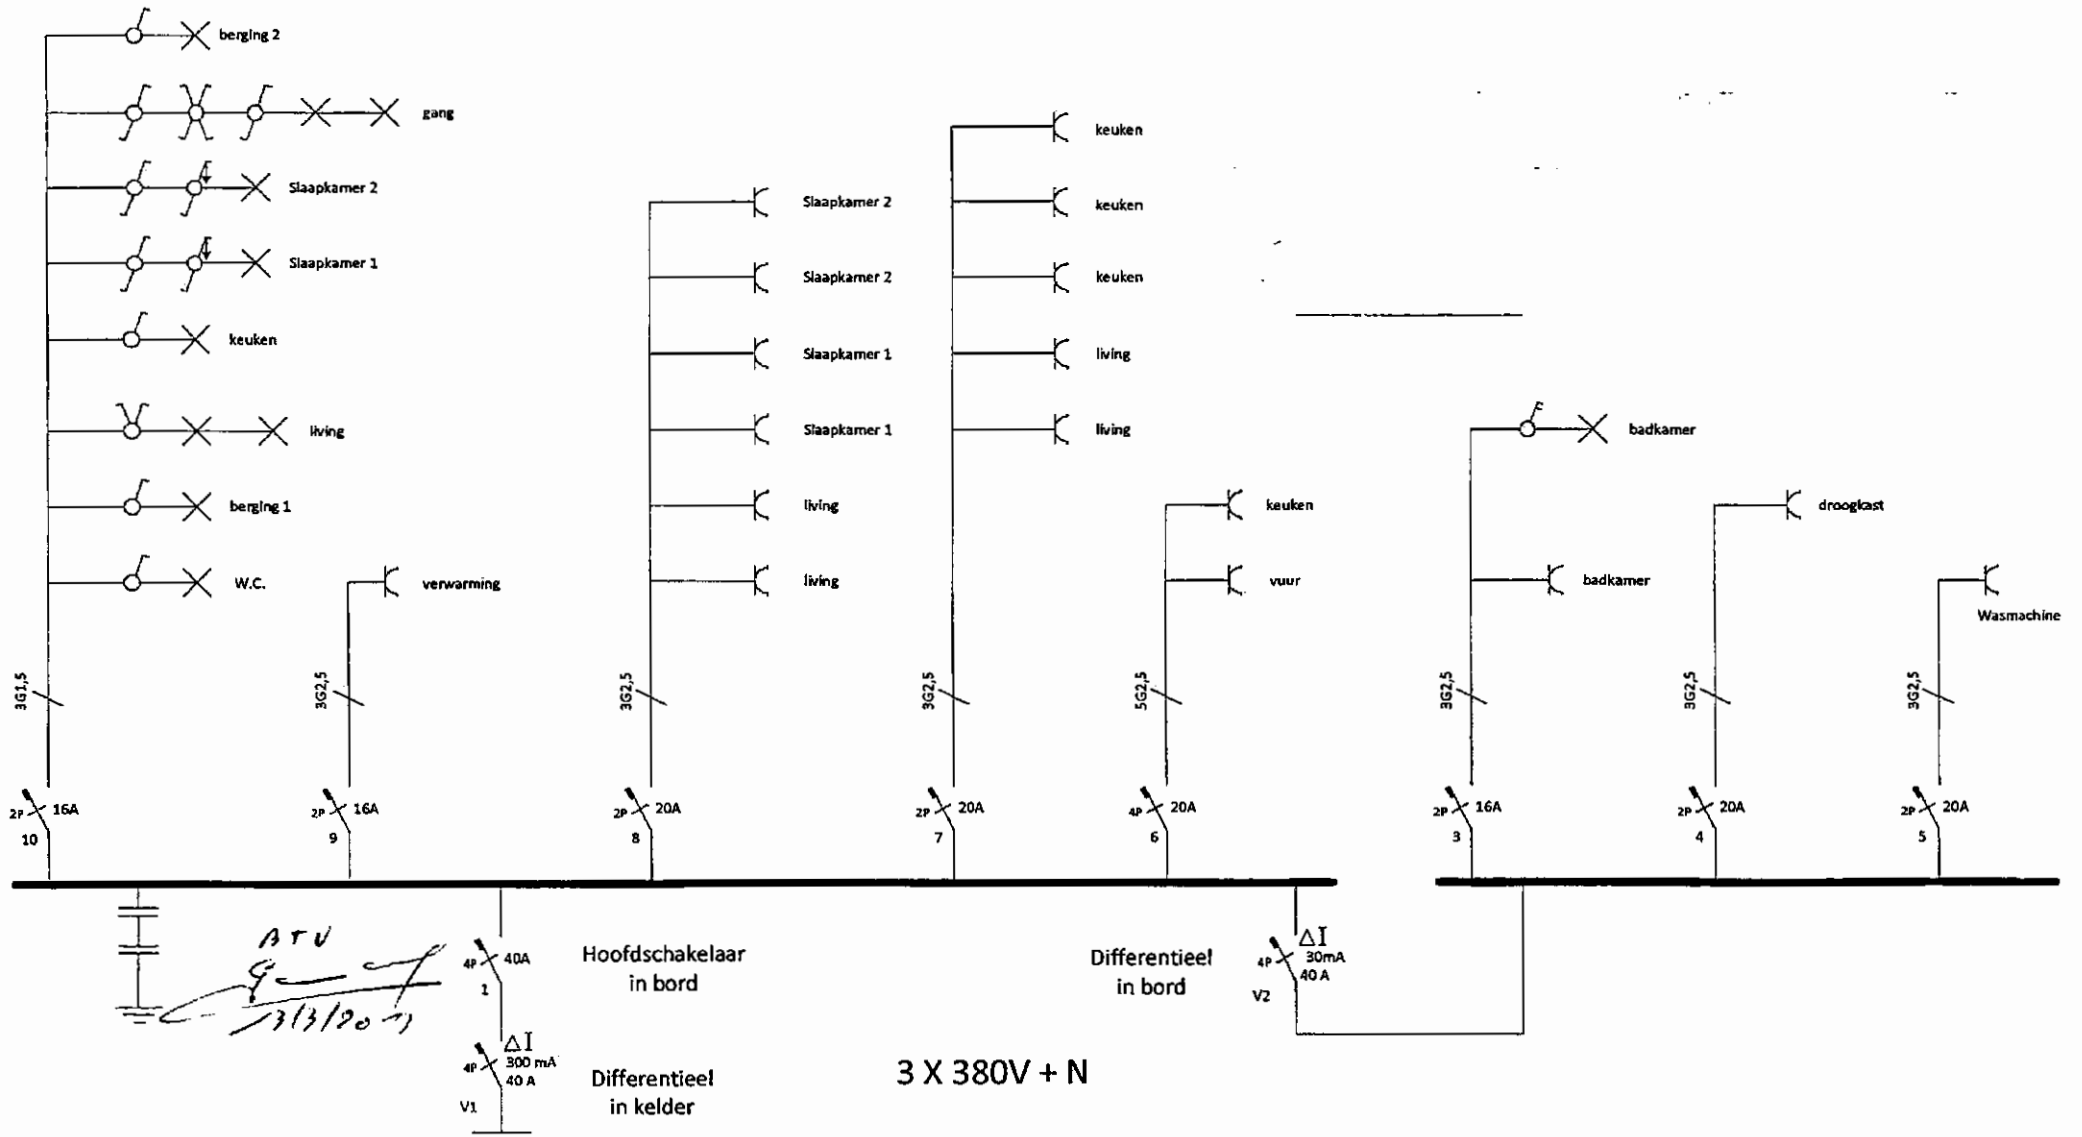 berging 2
gang
Slaapkamer 2
Slaapkamer 1
keuken
living
berging 1
W.C.
3G1,5
2P 16A
10
verwarming
3G2,5
2P 16A
9
Slaapkamer 2
Slaapkamer 2
Slaapkamer 1
Slaapkamer 1
living
living
3G2,5
2P 20A
8
keuken
keuken
keuken
living
living
3G2,5
2P 20A
7
keuken
vuur
5G2,5
4P 20A
6
badkamer
badkamer
3G2,5
2P 16A
3
droogkast
3G2,5
2P 20A
4
Wasmachine
3G2,5
2P 20A
5
4P 40A
1
Hoofdschakelaar
in bord
ΔI
4P 300 mA
40 A
V1
Differentieel
in kelder
3 X 380V + N
Differentieel
in bord
ΔI
4P 30mA
40 A
V2